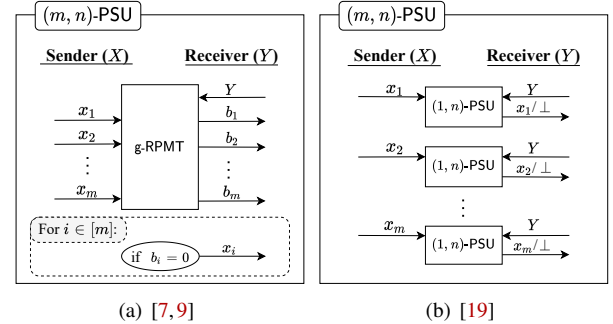 (m, n)-PSU
Sender (X) Receiver (Y)
Y
x₁ b₁
x₂ g-RPMT b₂
⋮ ⋮
xₘ bₘ
For i ∈ [m]:
if bᵢ = 0 xᵢ
(a) [7,9]
(m, n)-PSU
Sender (X) Receiver (Y)
x₁ (1, n)-PSU Y
x₁/⊥
x₂ (1, n)-PSU Y
x₂/⊥
⋮
xₘ (1, n)-PSU Y
xₘ/⊥
(b) [19]